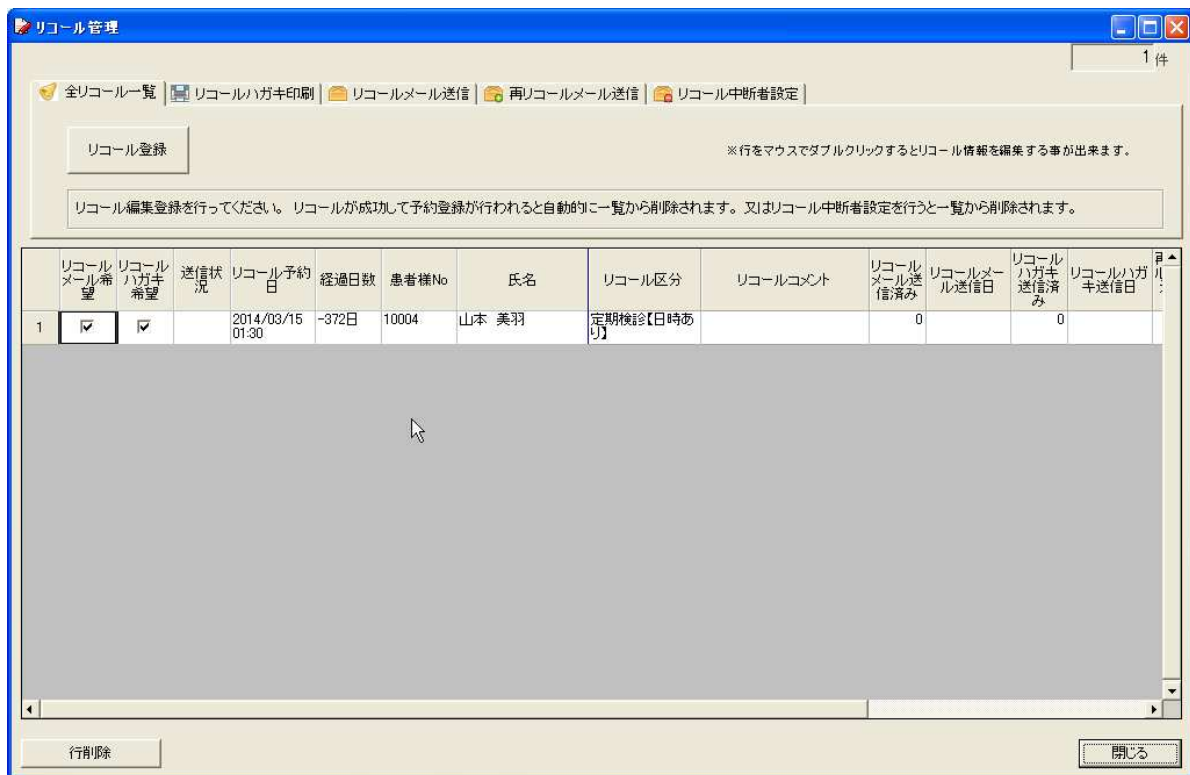 リコール管理
1 件
全リコール一覧 リコールハガキ印刷 リコールメール送信 再リコールメール送信 リコール中断者設定
リコール登録
※行をマウスでダブルクリックするとリコール情報を編集する事が出来ます。
リコール編集登録を行ってください。 リコールが成功して予約登録が行われると自動的に一覧から削除されます。又はリコール中断者設定を行うと一覧から削除されます。
リコールメール希望 リコールハガキ希望 送信状況 リコール予約日 経過日数 患者様No 氏名 リコール区分 リコールコメント リコールメール送信済み リコールメール送信日 リコールハガキ送信済み リコールハガキ送信日
1 2014/03/15 01:30 -372日 10004 山本 美羽 定期検診【日時あり】 0 0
行削除
閉じる